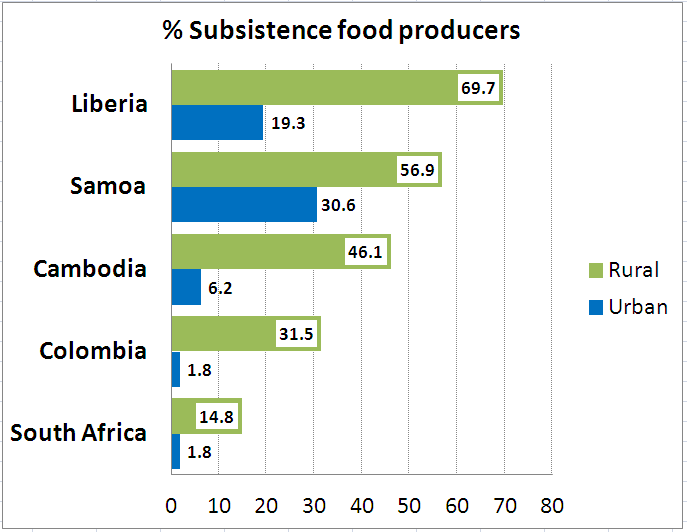 % Subsistence food producers
Liberia
69.7
19.3
Samoa
56.9
30.6
Cambodia
46.1
6.2
Colombia
31.5
1.8
South Africa
14.8
1.8
Rural
Urban
0 10 20 30 40 50 60 70 80